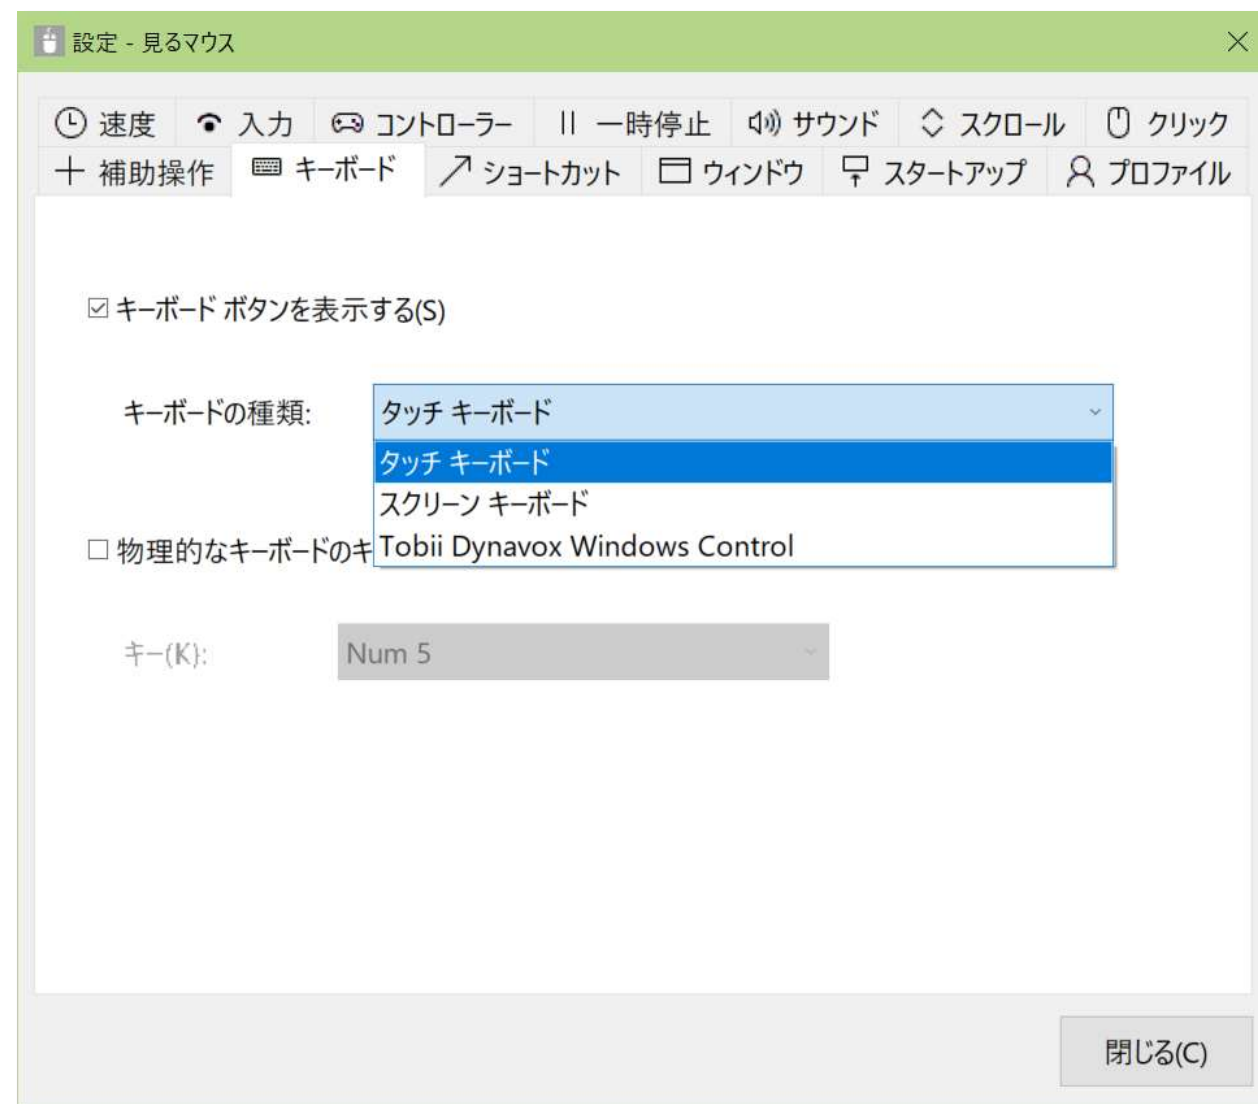 設定 - 見るマウス
速度 入力 コントローラー 一時停止 サウンド スクロール クリック
補助操作 キーボード ショートカット ウィンドウ スタートアップ プロファイル
キーボード ボタンを表示する(S)
キーボードの種類: タッチ キーボード
タッチ キーボード
スクリーン キーボード
物理的なキーボードのキ Tobii Dynavox Windows Control
キー(K): Num 5
閉じる(C)